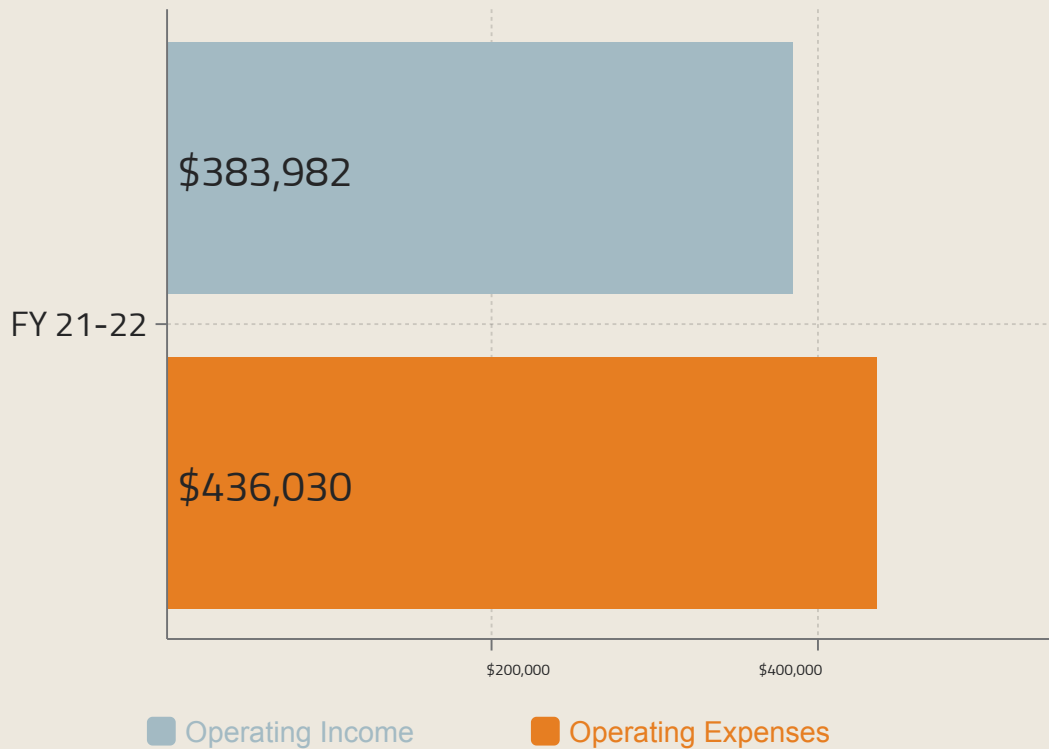 $383,982
FY 21-22
$436,030
$200,000 $400,000
Operating Income Operating Expenses